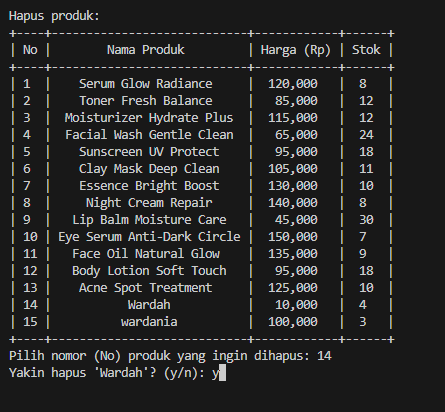 Hapus produk:
+----+----------------------------+------------+------+
| No |        Nama Produk         | Harga (Rp) | Stok |
+----+----------------------------+------------+------+
| 1  |    Serum Glow Radiance     |  120,000   |  8   |
| 2  |    Toner Fresh Balance     |   85,000   |  12  |
| 3  |  Moisturizer Hydrate Plus  |  115,000   |  12  |
| 4  | Facial Wash Gentle Clean   |   65,000   |  24  |
| 5  |    Sunscreen UV Protect    |   95,000   |  18  |
| 6  |    Clay Mask Deep Clean    |  105,000   |  11  |
| 7  |    Essence Bright Boost    |  130,000   |  10  |
| 8  |     Night Cream Repair     |  140,000   |  8   |
| 9  |   Lip Balm Moisture Care   |   45,000   |  30  |
| 10 | Eye Serum Anti-Dark Circle |  150,000   |  7   |
| 11 |   Face Oil Natural Glow    |  135,000   |  9   |
| 12 |   Body Lotion Soft Touch   |   95,000   |  18  |
| 13 |    Acne Spot Treatment     |  125,000   |  10  |
| 14 |           Wardah           |   10,000   |  4   |
| 15 |          wardania          |  100,000   |  3   |
+----+----------------------------+------------+------+
Pilih nomor (No) produk yang ingin dihapus: 14
Yakin hapus 'Wardah'? (y/n): y